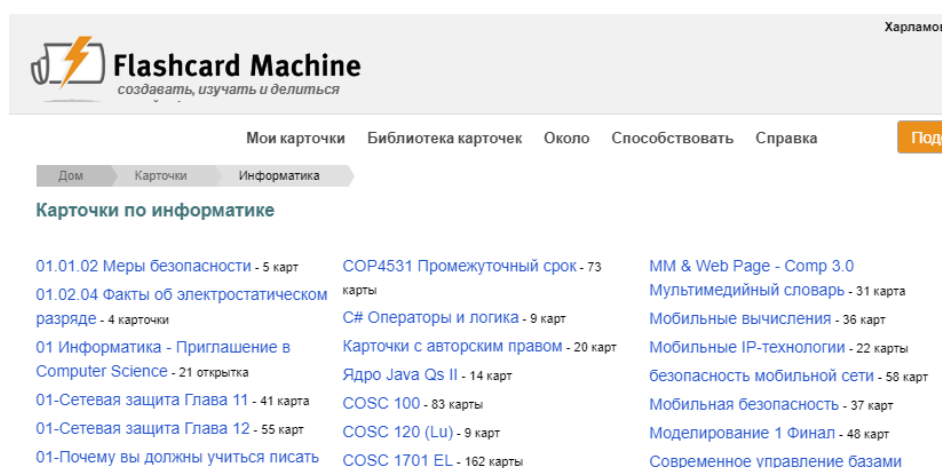 Харламов
Flashcard Machine
создавать, изучать и делиться
Мои карточки Библиотека карточек Около Способствовать Справка
Дом Карточки Информатика
Карточки по информатике
01.01.02 Меры безопасности - 5 карт
01.02.04 Факты об электростатическом
разряде - 4 карточки
01 Информатика - Приглашение в
Computer Science - 21 открытка
01-Сетевая защита Глава 11 - 41 карта
01-Сетевая защита Глава 12 - 55 карт
01-Почему вы должны учиться писать
COP4531 Промежуточный срок - 73
карты
C# Операторы и логика - 9 карт
Карточки с авторским правом - 20 карт
Ядро Java Qs II - 14 карт
COSC 100 - 83 карты
COSC 120 (Lu) - 9 карт
COSC 1701 EL - 162 карты
MM & Web Page - Comp 3.0
Мультимедийный словарь - 31 карта
Мобильные вычисления - 36 карт
Мобильные IP-технологии - 22 карты
безопасность мобильной сети - 58 карт
Мобильная безопасность - 37 карт
Моделирование 1 Финал - 48 карт
Современное управление базами